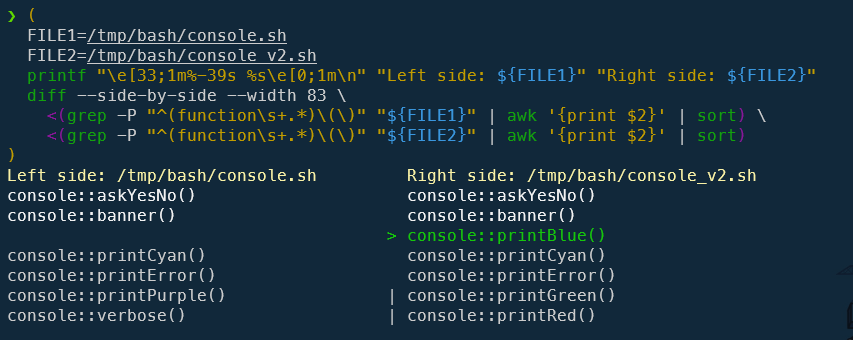 ❯ (
  FILE1=/tmp/bash/console.sh
  FILE2=/tmp/bash/console_v2.sh
  printf "\e[33;1m%-39s %s\e[0;1m\n" "Left side: ${FILE1}" "Right side: ${FILE2}"
  diff --side-by-side --width 83 \
    <(grep -P "^(function\s+.*)\(\)" "${FILE1}" | awk '{print $2}' | sort) \
    <(grep -P "^(function\s+.*)\(\)" "${FILE2}" | awk '{print $2}' | sort)
)
Left side: /tmp/bash/console.sh         Right side: /tmp/bash/console_v2.sh
console::askYesNo()                     console::askYesNo()
console::banner()                       console::banner()
                                      > console::printBlue()
console::printCyan()                    console::printCyan()
console::printError()                   console::printError()
console::printPurple()                | console::printGreen()
console::verbose()                    | console::printRed()